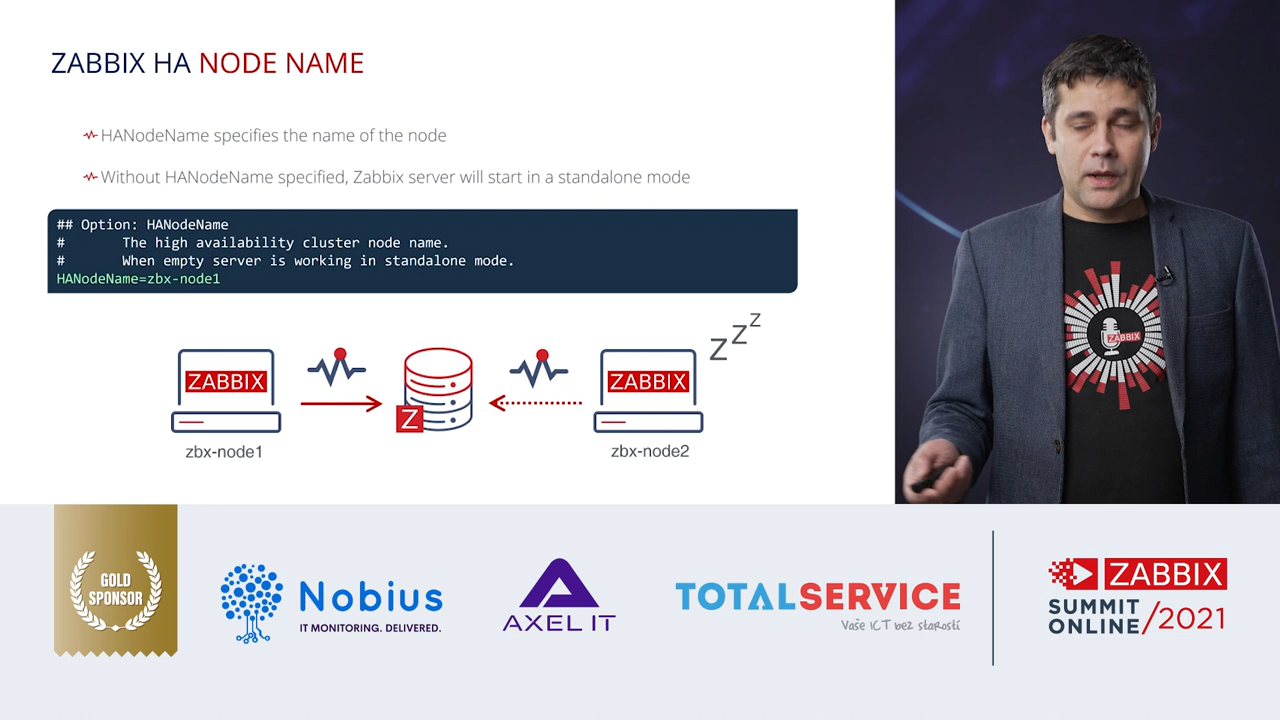 ZABBIX HA NODE NAME
HANodeName specifies the name of the node
Without HANodeName specified, Zabbix server will start in a standalone mode
## Option: HANodeName
#       The high availability cluster node name.
#       When empty server is working in standalone mode.
HANodeName=zbx-node1
z
z
z
ZABBIX
Z
ZABBIX
zbx-node1
zbx-node2
ZABBIX
GOLD
SPONSOR
Nobius
IT MONITORING. DELIVERED.
AXEL IT
TOTALSERVICE
Vaše ICT bez starostí
ZABBIX
SUMMIT
ONLINE/2021